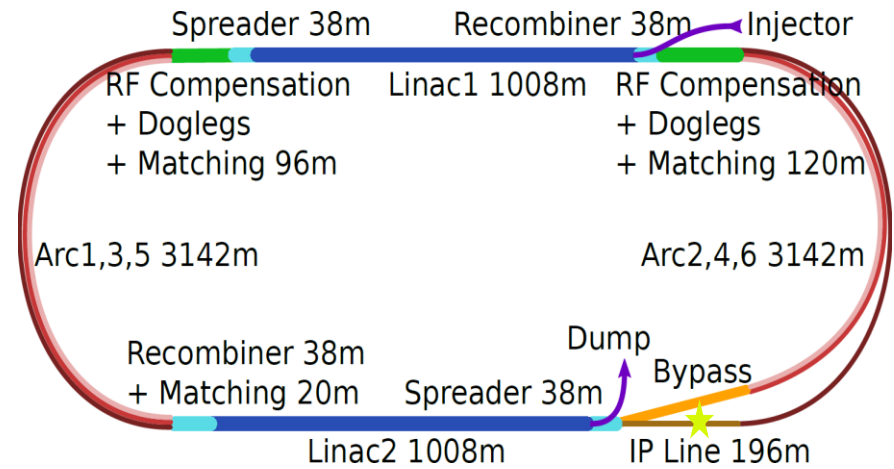 Spreader 38m
Recombiner 38m
Injector
RF Compensation
+ Doglegs
+ Matching 96m
Linac1 1008m
RF Compensation
+ Doglegs
+ Matching 120m
Arc1,3,5 3142m
Arc2,4,6 3142m
Recombiner 38m
+ Matching 20m
Spreader 38m
Dump
Bypass
Linac2 1008m
IP Line 196m